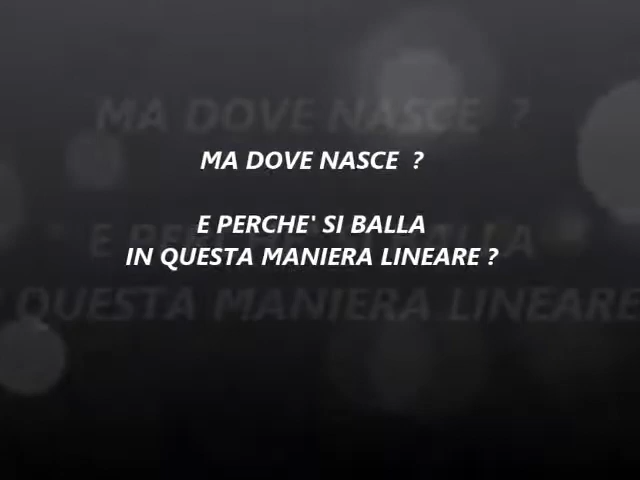 MA DOVE NASCE ?
E PERCHE' SI BALLA
IN QUESTA MANIERA LINEARE ?